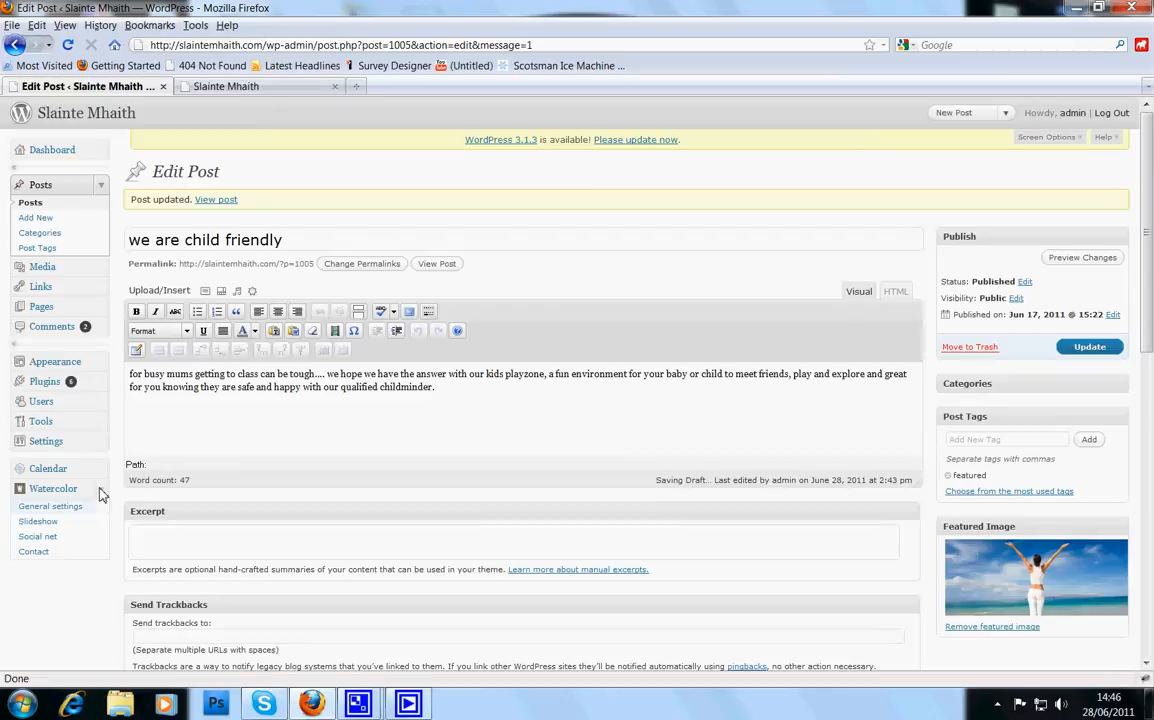 Edit Post ‹ Slainte Mhaith — WordPress - Mozilla Firefox
File Edit View History Bookmarks Tools Help
http://slaintemhaith.com/wp-admin/post.php?post=1005&action=edit&message=1
Google
Most Visited Getting Started 404 Not Found Latest Headlines Survey Designer (Untitled) Scotsman Ice Machine ...
Edit Post ‹ Slainte Mhaith ... Slainte Mhaith
Slainte Mhaith New Post Howdy, admin | Log Out
WordPress 3.1.3 is available! Please update now.
Screen Options Help
Dashboard
Posts
Posts
Add New
Categories
Post Tags
Media
Links
Pages
Comments 2
Appearance
Plugins 6
Users
Tools
Settings
Calendar
Watercolor
General settings
Slideshow
Social net
Contact
Edit Post
Post updated. View post
we are child friendly
Permalink: http://slaintemhaith.com/?p=1005 Change Permalinks View Post
Upload/Insert Visual HTML
B I ABC
Format U A
for busy mums getting to class can be tough.... we hope we have the answer with our kids playzone, a fun environment for your baby or child to meet friends, play and explore and great
for you knowing they are safe and happy with our qualified childminder.
Path:
Word count: 47 Saving Draft... Last edited by admin on June 28, 2011 at 2:43 pm
Excerpt
Excerpts are optional hand-crafted summaries of your content that can be used in your theme. Learn more about manual excerpts.
Send Trackbacks
Send trackbacks to:
(Separate multiple URLs with spaces)
Trackbacks are a way to notify legacy blog systems that you've linked to them. If you link other WordPress sites they'll be notified automatically using pingbacks, no other action necessary.
Publish
Preview Changes
Status: Published Edit
Visibility: Public Edit
Published on: Jun 17, 2011 @ 15:22 Edit
Move to Trash Update
Categories
Post Tags
Add New Tag Add
Separate tags with commas
featured
Choose from the most used tags
Featured Image
Remove featured image
Done
Ps
14:46
28/06/2011